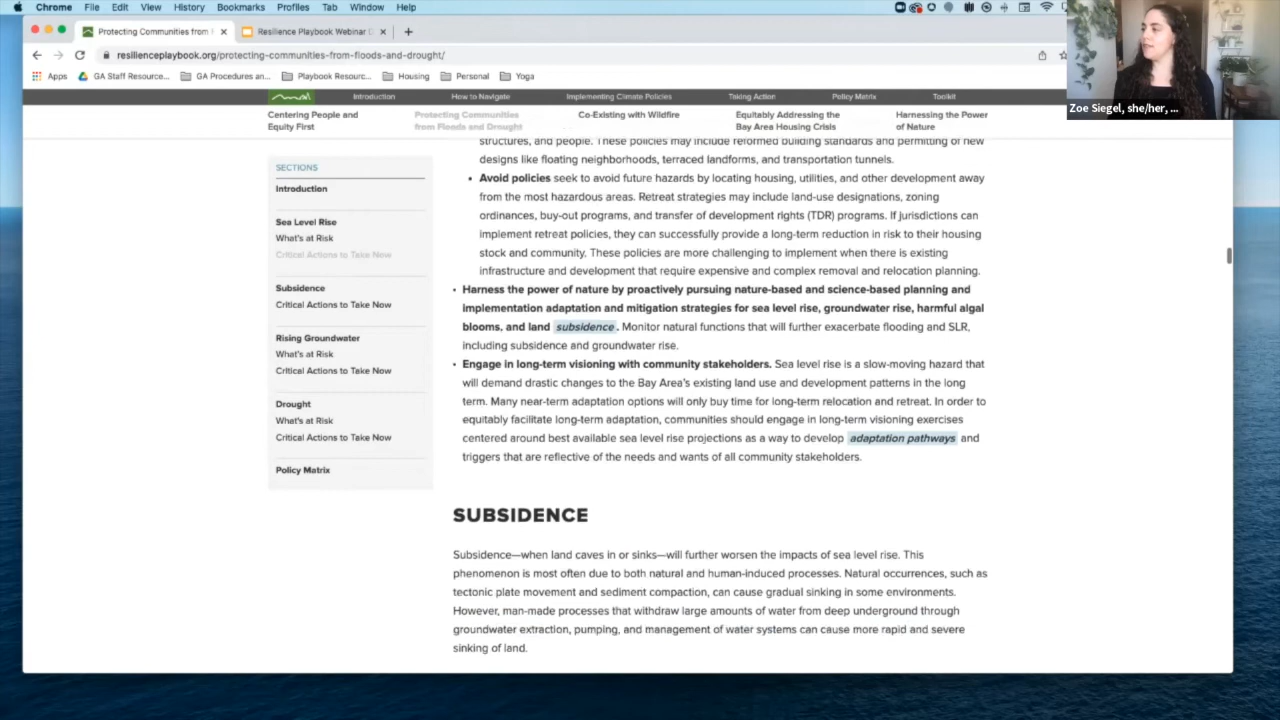 Chrome File Edit View History Bookmarks Profiles Tab Window Help
Protecting Communities from
Resilience Playbook Webinar
resilienceplaybook.org/protecting-communities-from-floods-and-drought/
Apps GA Staff Resource... GA Procedures an... Playbook Resourc... Housing Personal Yoga
Zoe Siegel, she/her, ...
Introduction How to Navigate Implementing Climate Policies Taking Action Policy Matrix Toolkit
Centering People and
Equity First
Protecting Communities
from Floods and Drought
Co-Existing with Wildfire
Equitably Addressing the
Bay Area Housing Crisis
Harnessing the Power
of Nature
SECTIONS
Introduction
Sea Level Rise
What's at Risk
Critical Actions to Take Now
Subsidence
Critical Actions to Take Now
Rising Groundwater
What's at Risk
Critical Actions to Take Now
Drought
What's at Risk
Critical Actions to Take Now
Policy Matrix
structures, and people. These policies may include reformed building standards and permitting of new
designs like floating neighborhoods, terraced landforms, and transportation tunnels.
• Avoid policies seek to avoid future hazards by locating housing, utilities, and other development away
from the most hazardous areas. Retreat strategies may include land-use designations, zoning
ordinances, buy-out programs, and transfer of development rights (TDR) programs. If jurisdictions can
implement retreat policies, they can successfully provide a long-term reduction in risk to their housing
stock and community. These policies are more challenging to implement when there is existing
infrastructure and development that require expensive and complex removal and relocation planning.
• Harness the power of nature by proactively pursuing nature-based and science-based planning and
implementation adaptation and mitigation strategies for sea level rise, groundwater rise, harmful algal
blooms, and land subsidence. Monitor natural functions that will further exacerbate flooding and SLR,
including subsidence and groundwater rise.
• Engage in long-term visioning with community stakeholders. Sea level rise is a slow-moving hazard that
will demand drastic changes to the Bay Area's existing land use and development patterns in the long
term. Many near-term adaptation options will only buy time for long-term relocation and retreat. In order to
equitably facilitate long-term adaptation, communities should engage in long-term visioning exercises
centered around best available sea level rise projections as a way to develop adaptation pathways and
triggers that are reflective of the needs and wants of all community stakeholders.
SUBSIDENCE
Subsidence—when land caves in or sinks—will further worsen the impacts of sea level rise. This
phenomenon is most often due to both natural and human-induced processes. Natural occurrences, such as
tectonic plate movement and sediment compaction, can cause gradual sinking in some environments.
However, man-made processes that withdraw large amounts of water from deep underground through
groundwater extraction, pumping, and management of water systems can cause more rapid and severe
sinking of land.